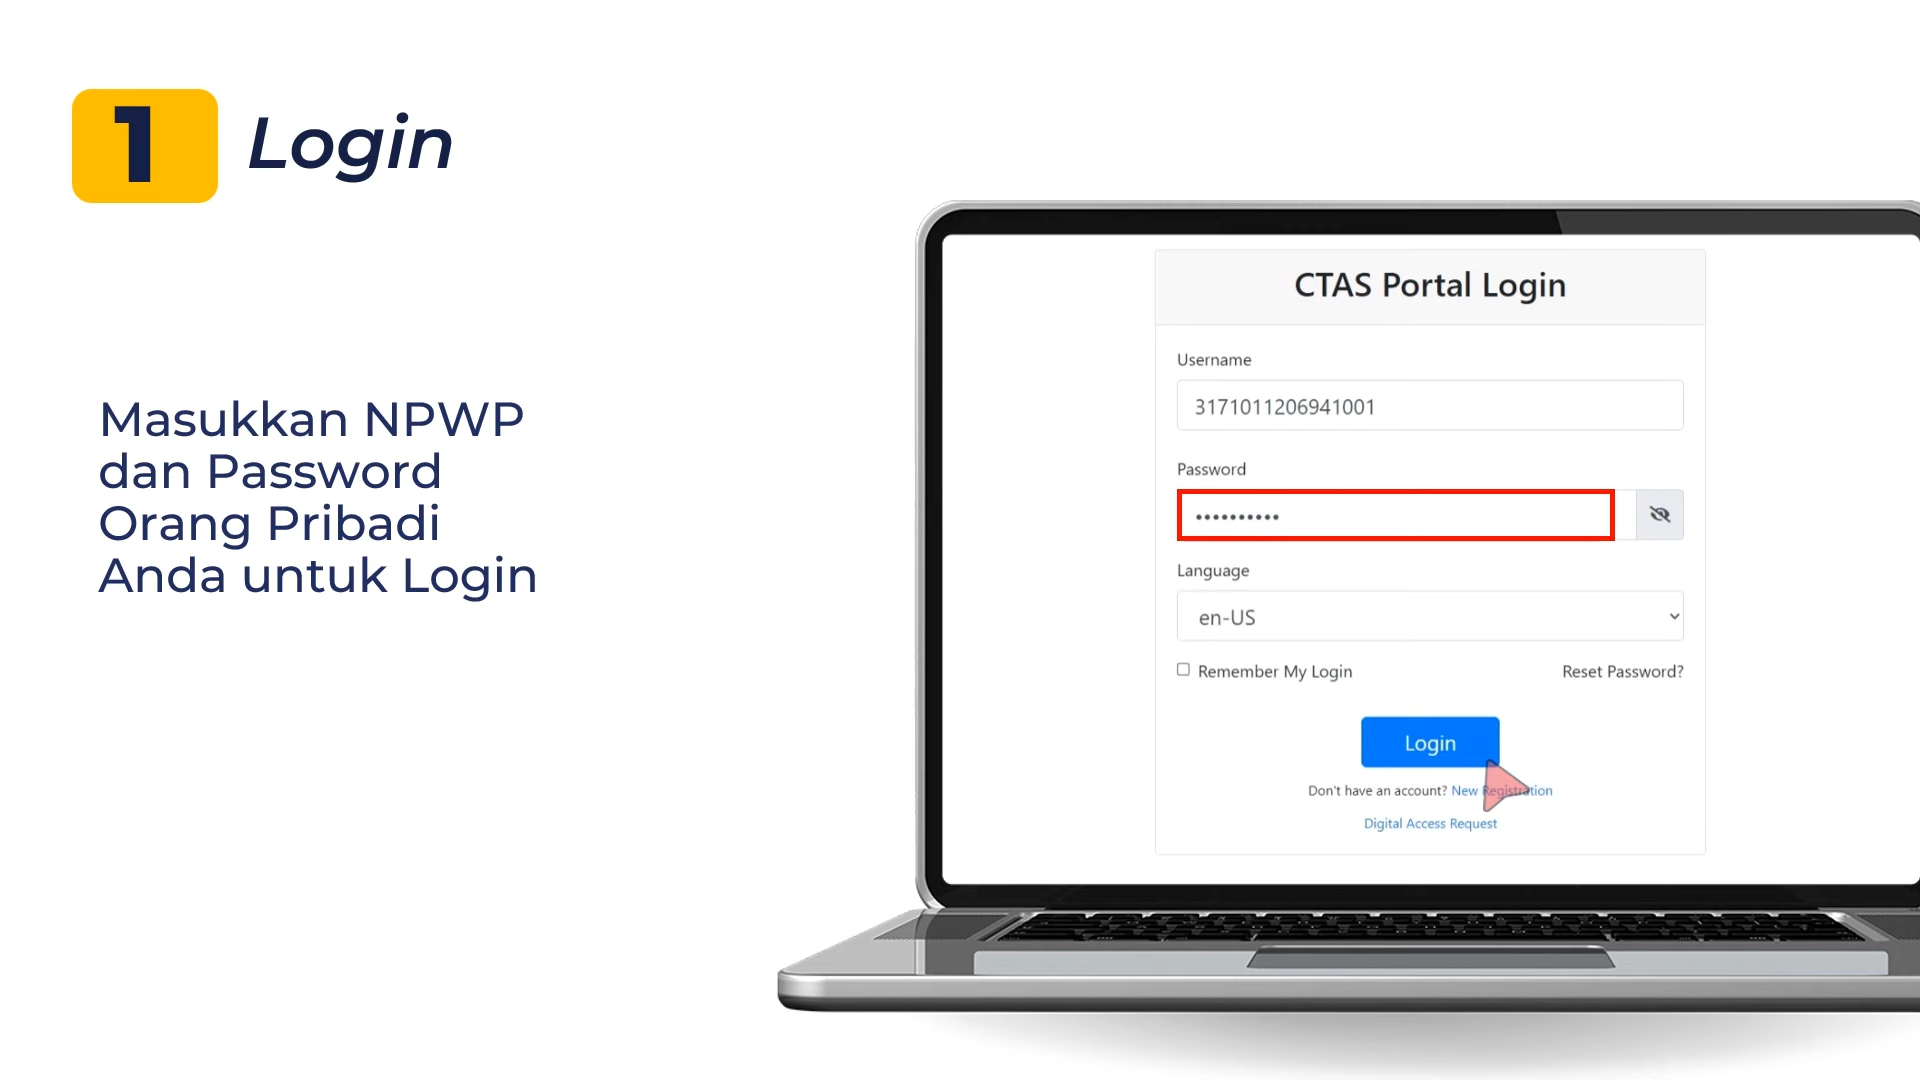 1 Login
Masukkan NPWP
dan Password
Orang Pribadi
Anda untuk Login
CTAS Portal Login
Username
3171011206941001
Password
••••••••••
Language
en-US
Remember My Login
Reset Password?
Login
Don't have an account? New Registration
Digital Access Request